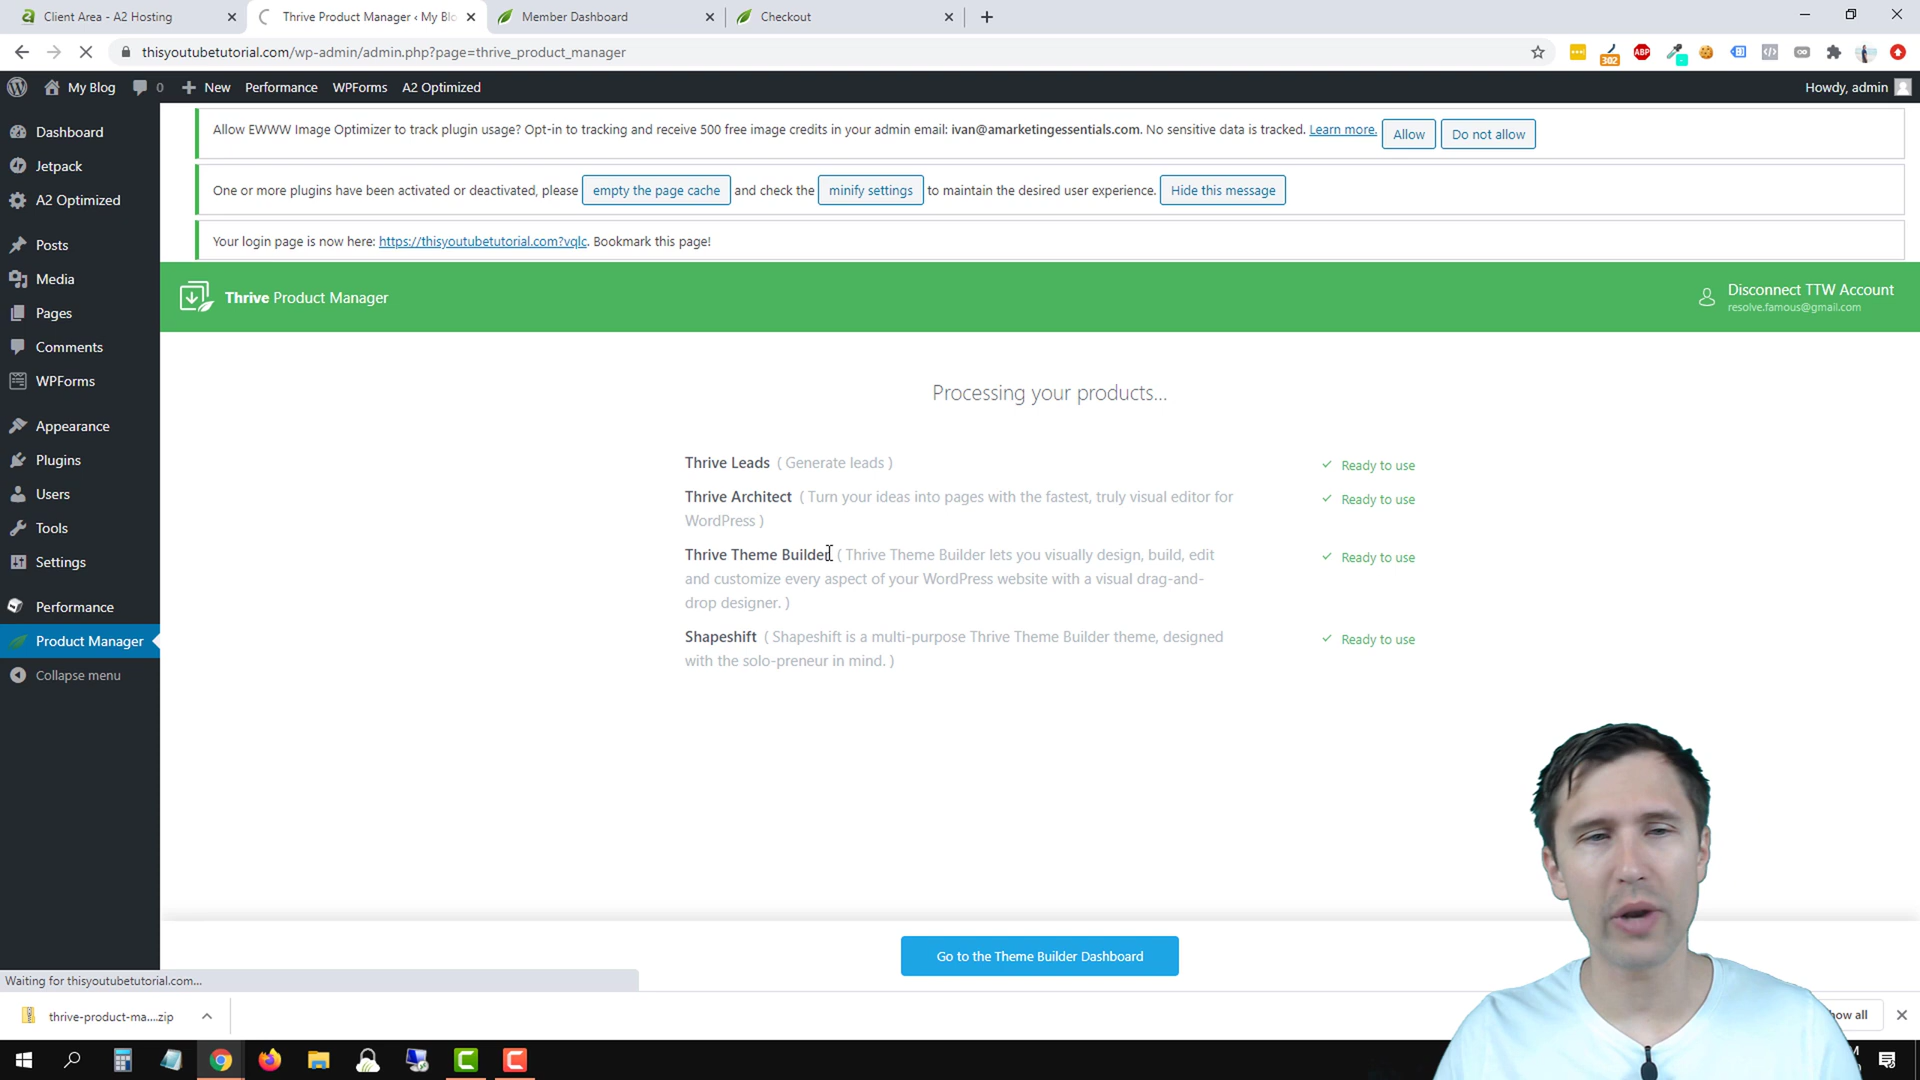 Client Area - A2 Hosting
Thrive Product Manager ‹ My Blo
Member Dashboard
Checkout
thisyoutubetutorial.com/wp-admin/admin.php?page=thrive_product_manager
ABP
302
My Blog
0
New
Performance
WPForms
A2 Optimized
Howdy, admin
Dashboard
Jetpack
A2 Optimized
Posts
Media
Pages
Comments
WPForms
Appearance
Plugins
Users
Tools
Settings
Performance
Product Manager
Collapse menu
Allow EWWW Image Optimizer to track plugin usage? Opt-in to tracking and receive 500 free image credits in your admin email: ivan@amarketingessentials.com. No sensitive data is tracked. Learn more. Allow Do not allow
One or more plugins have been activated or deactivated, please empty the page cache and check the minify settings to maintain the desired user experience. Hide this message
Your login page is now here: https://thisyoutubetutorial.com?vqlc. Bookmark this page!
Thrive Product Manager
Disconnect TTW Account
resolve.famous@gmail.com
Processing your products...
Thrive Leads ( Generate leads )
Ready to use
Thrive Architect ( Turn your ideas into pages with the fastest, truly visual editor for
WordPress )
Ready to use
Thrive Theme Builder ( Thrive Theme Builder lets you visually design, build, edit
and customize every aspect of your WordPress website with a visual drag-and-
drop designer. )
Ready to use
Shapeshift ( Shapeshift is a multi-purpose Thrive Theme Builder theme, designed
with the solo-preneur in mind. )
Ready to use
Go to the Theme Builder Dashboard
Waiting for thisyoutubetutorial.com...
thrive-product-ma....zip
all